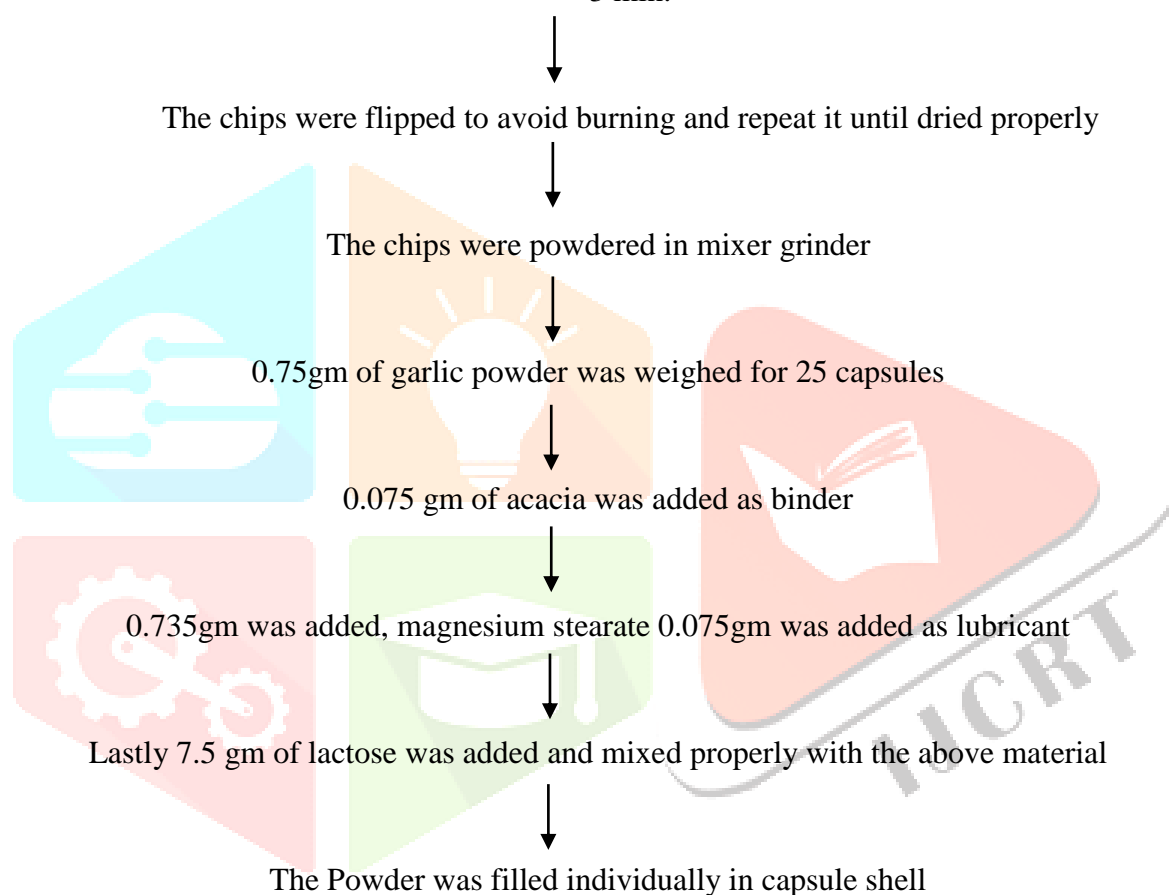 The chips were flipped to avoid burning and repeat it until dried properly
The chips were powdered in mixer grinder
0.75gm of garlic powder was weighed for 25 capsules
0.075 gm of acacia was added as binder
0.735gm was added, magnesium stearate 0.075gm was added as lubricant
Lastly 7.5 gm of lactose was added and mixed properly with the above material
IJCRT
The Powder was filled individually in capsule shell